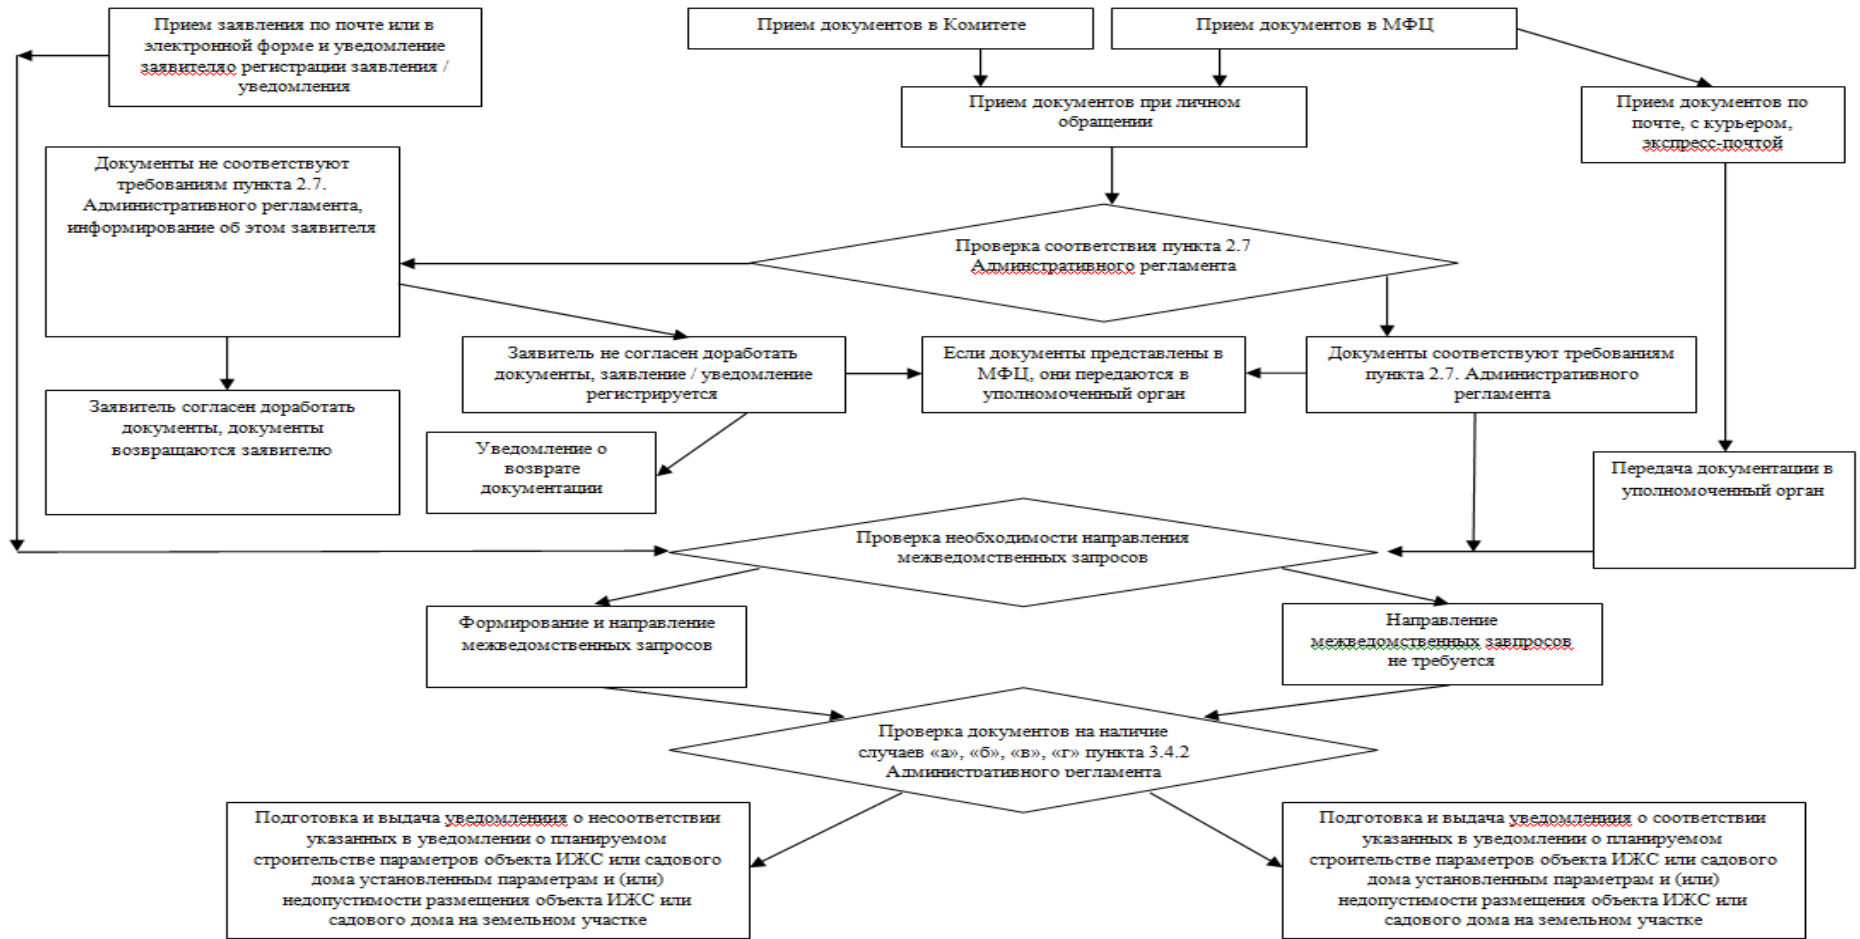 Прием заявления по почте или в
электронной форме и уведомление
заявителяо регистрации заявления /
уведомления
Прием документов в Комитете
Прием документов в МФЦ
Прием документов при личном
обращении
Прием документов по
почте, с курьером,
экспресс-почтой
Документы не соответствуют
требованиям пункта 2.7.
Административного регламента,
информирование об этом заявителя
Проверка соответствия пункта 2.7
Админстративного регламента
Заявитель не согласен доработать
документы, заявление / уведомление
регистрируется
Если документы представлены в
МФЦ, они передаются в
уполномоченный орган
Документы соответствуют требованиям
пункта 2.7. Административного
регламента
Заявитель согласен доработать
документы, документы
возвращаются заявителю
Уведомление о
возврате
документации
Передача документации в
уполномоченный орган
Проверка необходимости направления
межведомственных запросов
Формирование и направление
межведомственных запросов
Направление
межведомственных завпросов
не требуется
Проверка документов на наличие
случаев «а», «б», «в», «г» пункта 3.4.2
Административного регламента
Подготовка и выдача уведомлениия о несоответствии
указанных в уведомлении о планируемом
строительстве параметров объекта ИЖС или садового
дома установленным параметрам и (или)
недопустимости размещения объекта ИЖС или
садового дома на земельном участке
Подготовка и выдача уведомлениия о соответствии
указанных в уведомлении о планируемом
строительстве параметров объекта ИЖС или садового
дома установленным параметрам и (или)
недопустимости размещения объекта ИЖС или
садового дома на земельном участке